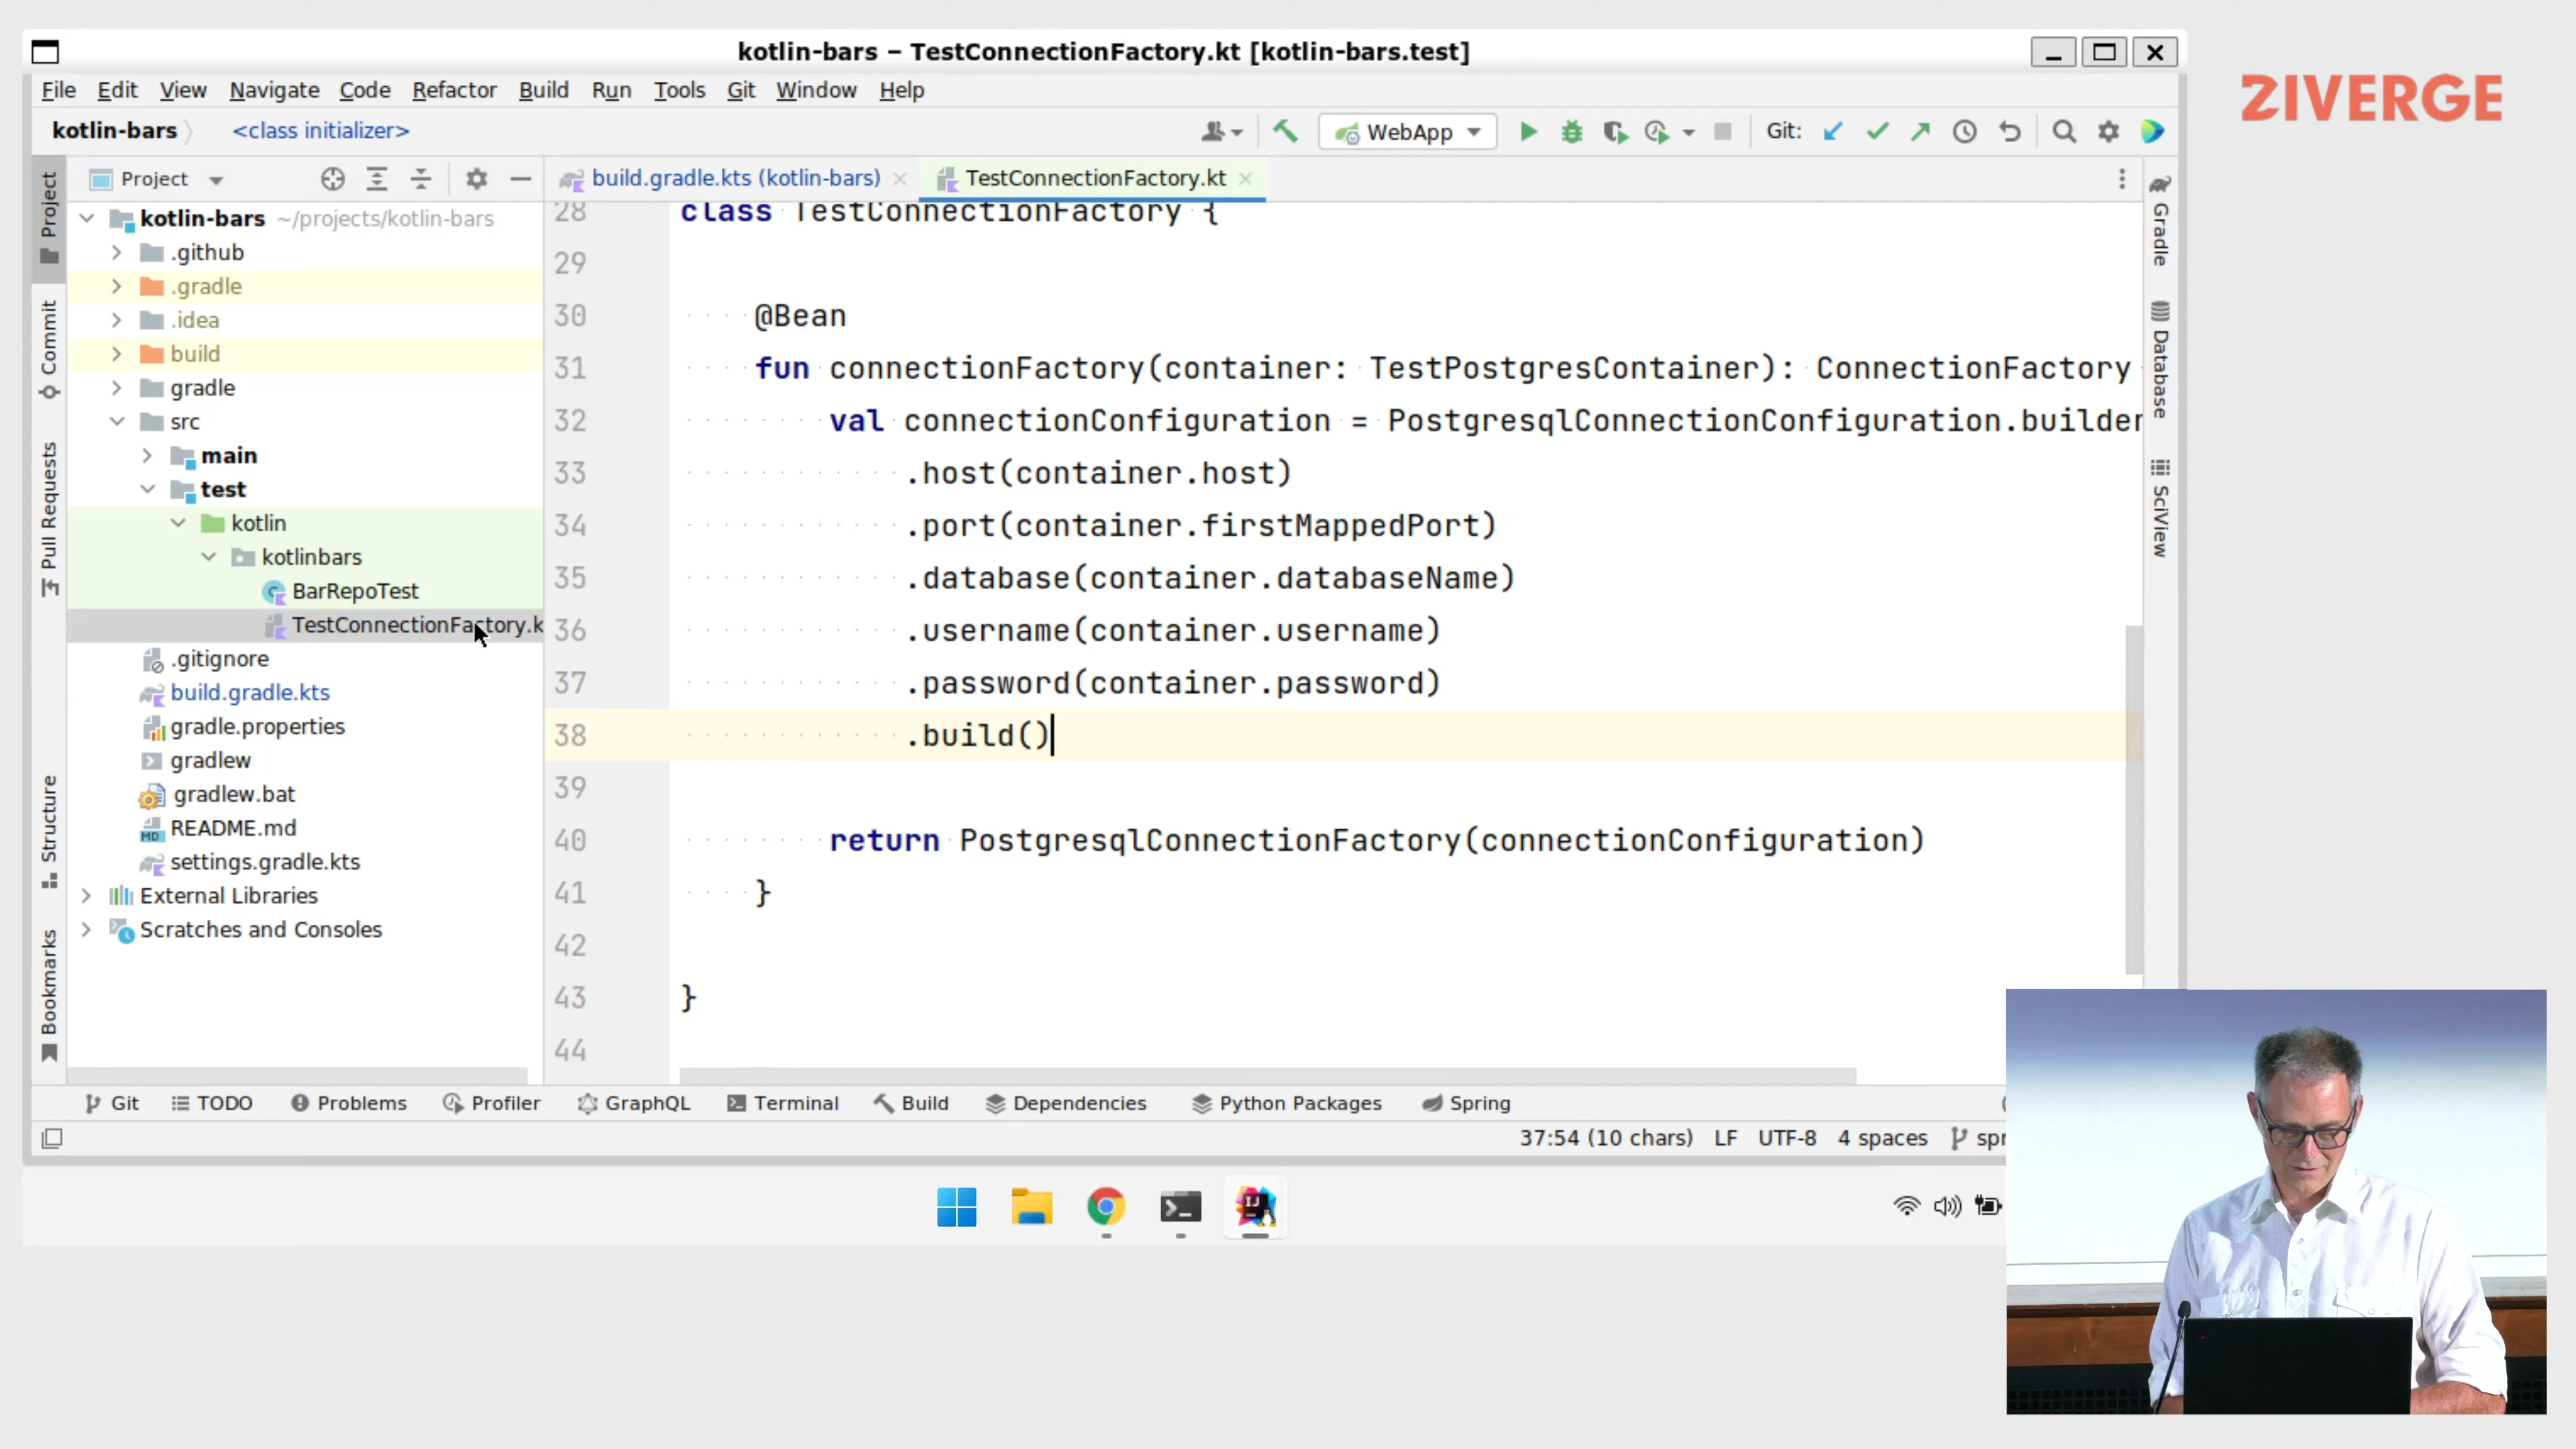 kotlin-bars – TestConnectionFactory.kt [kotlin-bars.test]
ZIVERGE
File Edit View Navigate Code Refactor Build Run Tools Git Window Help
kotlin-bars <class initializer> WebApp Git:
Project
Commit
Pull Requests
Structure
Bookmarks
Project
kotlin-bars ~/projects/kotlin-bars
.github
.gradle
.idea
build
gradle
src
main
test
kotlin
kotlinbars
BarRepoTest
TestConnectionFactory.k
.gitignore
build.gradle.kts
gradle.properties
gradlew
gradlew.bat
MD README.md
settings.gradle.kts
External Libraries
Scratches and Consoles
build.gradle.kts (kotlin-bars) TestConnectionFactory.kt
28 class TestConnectionFactory {
29
30 @Bean
31 fun connectionFactory(container: TestPostgresContainer): ConnectionFactory
32 val connectionConfiguration = PostgresqlConnectionConfiguration.builder
33 .host(container.host)
34 .port(container.firstMappedPort)
35 .database(container.databaseName)
36 .username(container.username)
37 .password(container.password)
38 .build()
39
40 return PostgresqlConnectionFactory(connectionConfiguration)
41 }
42
43 }
44
Gradle
Database
SciView
Git TODO Problems Profiler GraphQL Terminal Build Dependencies Python Packages Spring
37:54 (10 chars) LF UTF-8 4 spaces spr